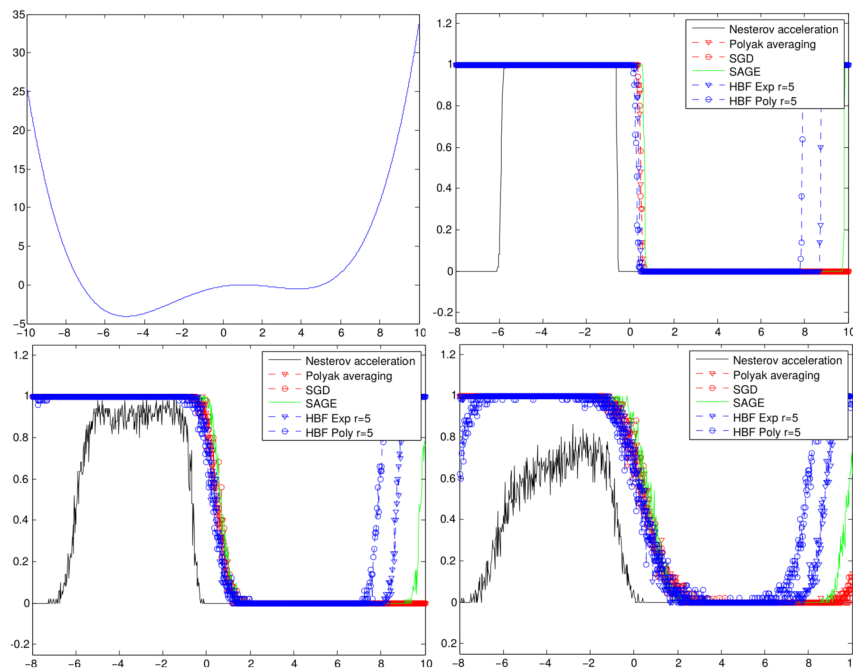 35
30
25
20
15
10
5
0
−5
−10 −8 −6 −4 −2 0 2 4 6 8 10
1.2
1
0.8
0.6
0.4
0.2
0
−0.2
−8 −6 −4 −2 0 2 4 6 8 10
Nesterov acceleration
Polyak averaging
SGD
SAGE
HBF Exp r=5
HBF Poly r=5
1.2
1
0.8
0.6
0.4
0.2
0
0.2
−8 −6 −4 −2 0 2 4 6 8 10
Nesterov acceleration
Polyak averaging
SGD
SAGE
HBF Exp r=5
HBF Poly r=5
1.2
1
0.8
0.6
0.4
0.2
0
0.2
−8 −6 −4 −2 0 2 4 6 8 10
Nesterov acceleration
Polyak averaging
SGD
SAGE
HBF Exp r=5
HBF Poly r=5